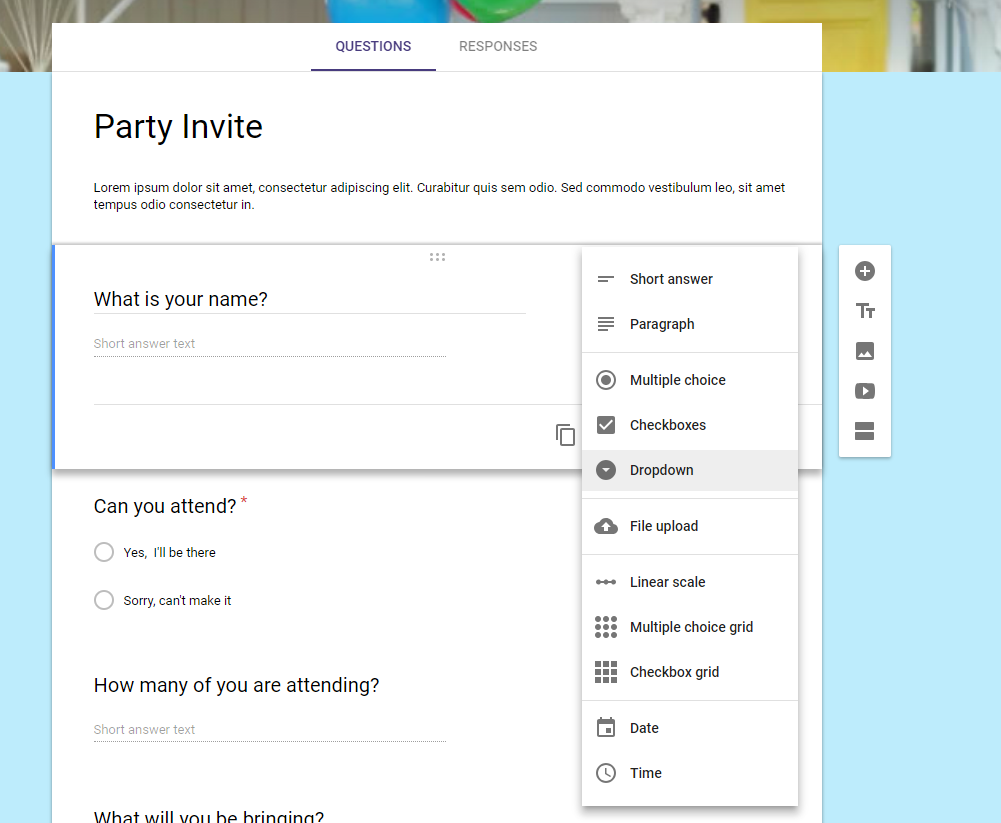 QUESTIONS RESPONSES
Party Invite
Lorem ipsum dolor sit amet, consectetur adipiscing elit. Curabitur quis sem odio. Sed commodo vestibulum leo, sit amet
tempus odio consectetur in.
What is your name?
Short answer text
Short answer
Paragraph
Multiple choice
Checkboxes
Dropdown
File upload
Linear scale
Multiple choice grid
Checkbox grid
Date
Time
Tт
Can you attend? *
Yes, I'll be there
Sorry, can't make it
How many of you are attending?
Short answer text
What will you be bringing?